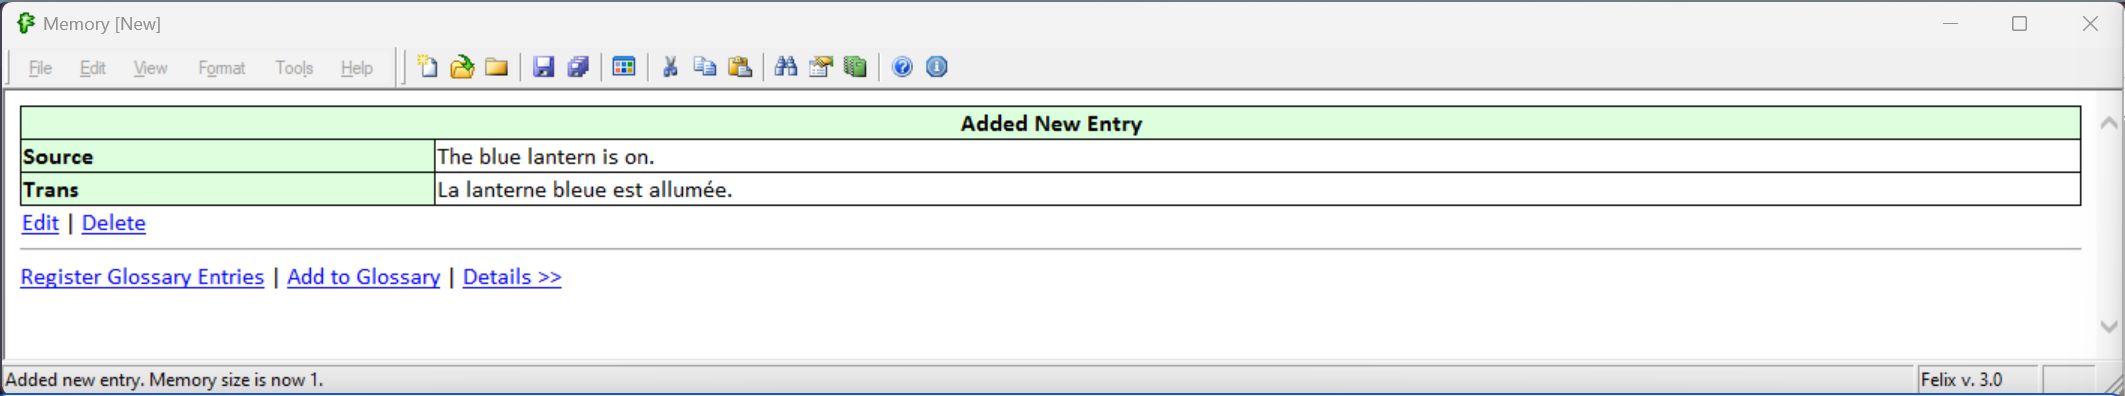 Memory [New]
File Edit View Format Tools Help
Added New Entry
Source The blue lantern is on.
Trans La lanterne bleue est allumée.
Edit | Delete
Register Glossary Entries | Add to Glossary | Details >>
Added new entry. Memory size is now 1. Felix v. 3.0